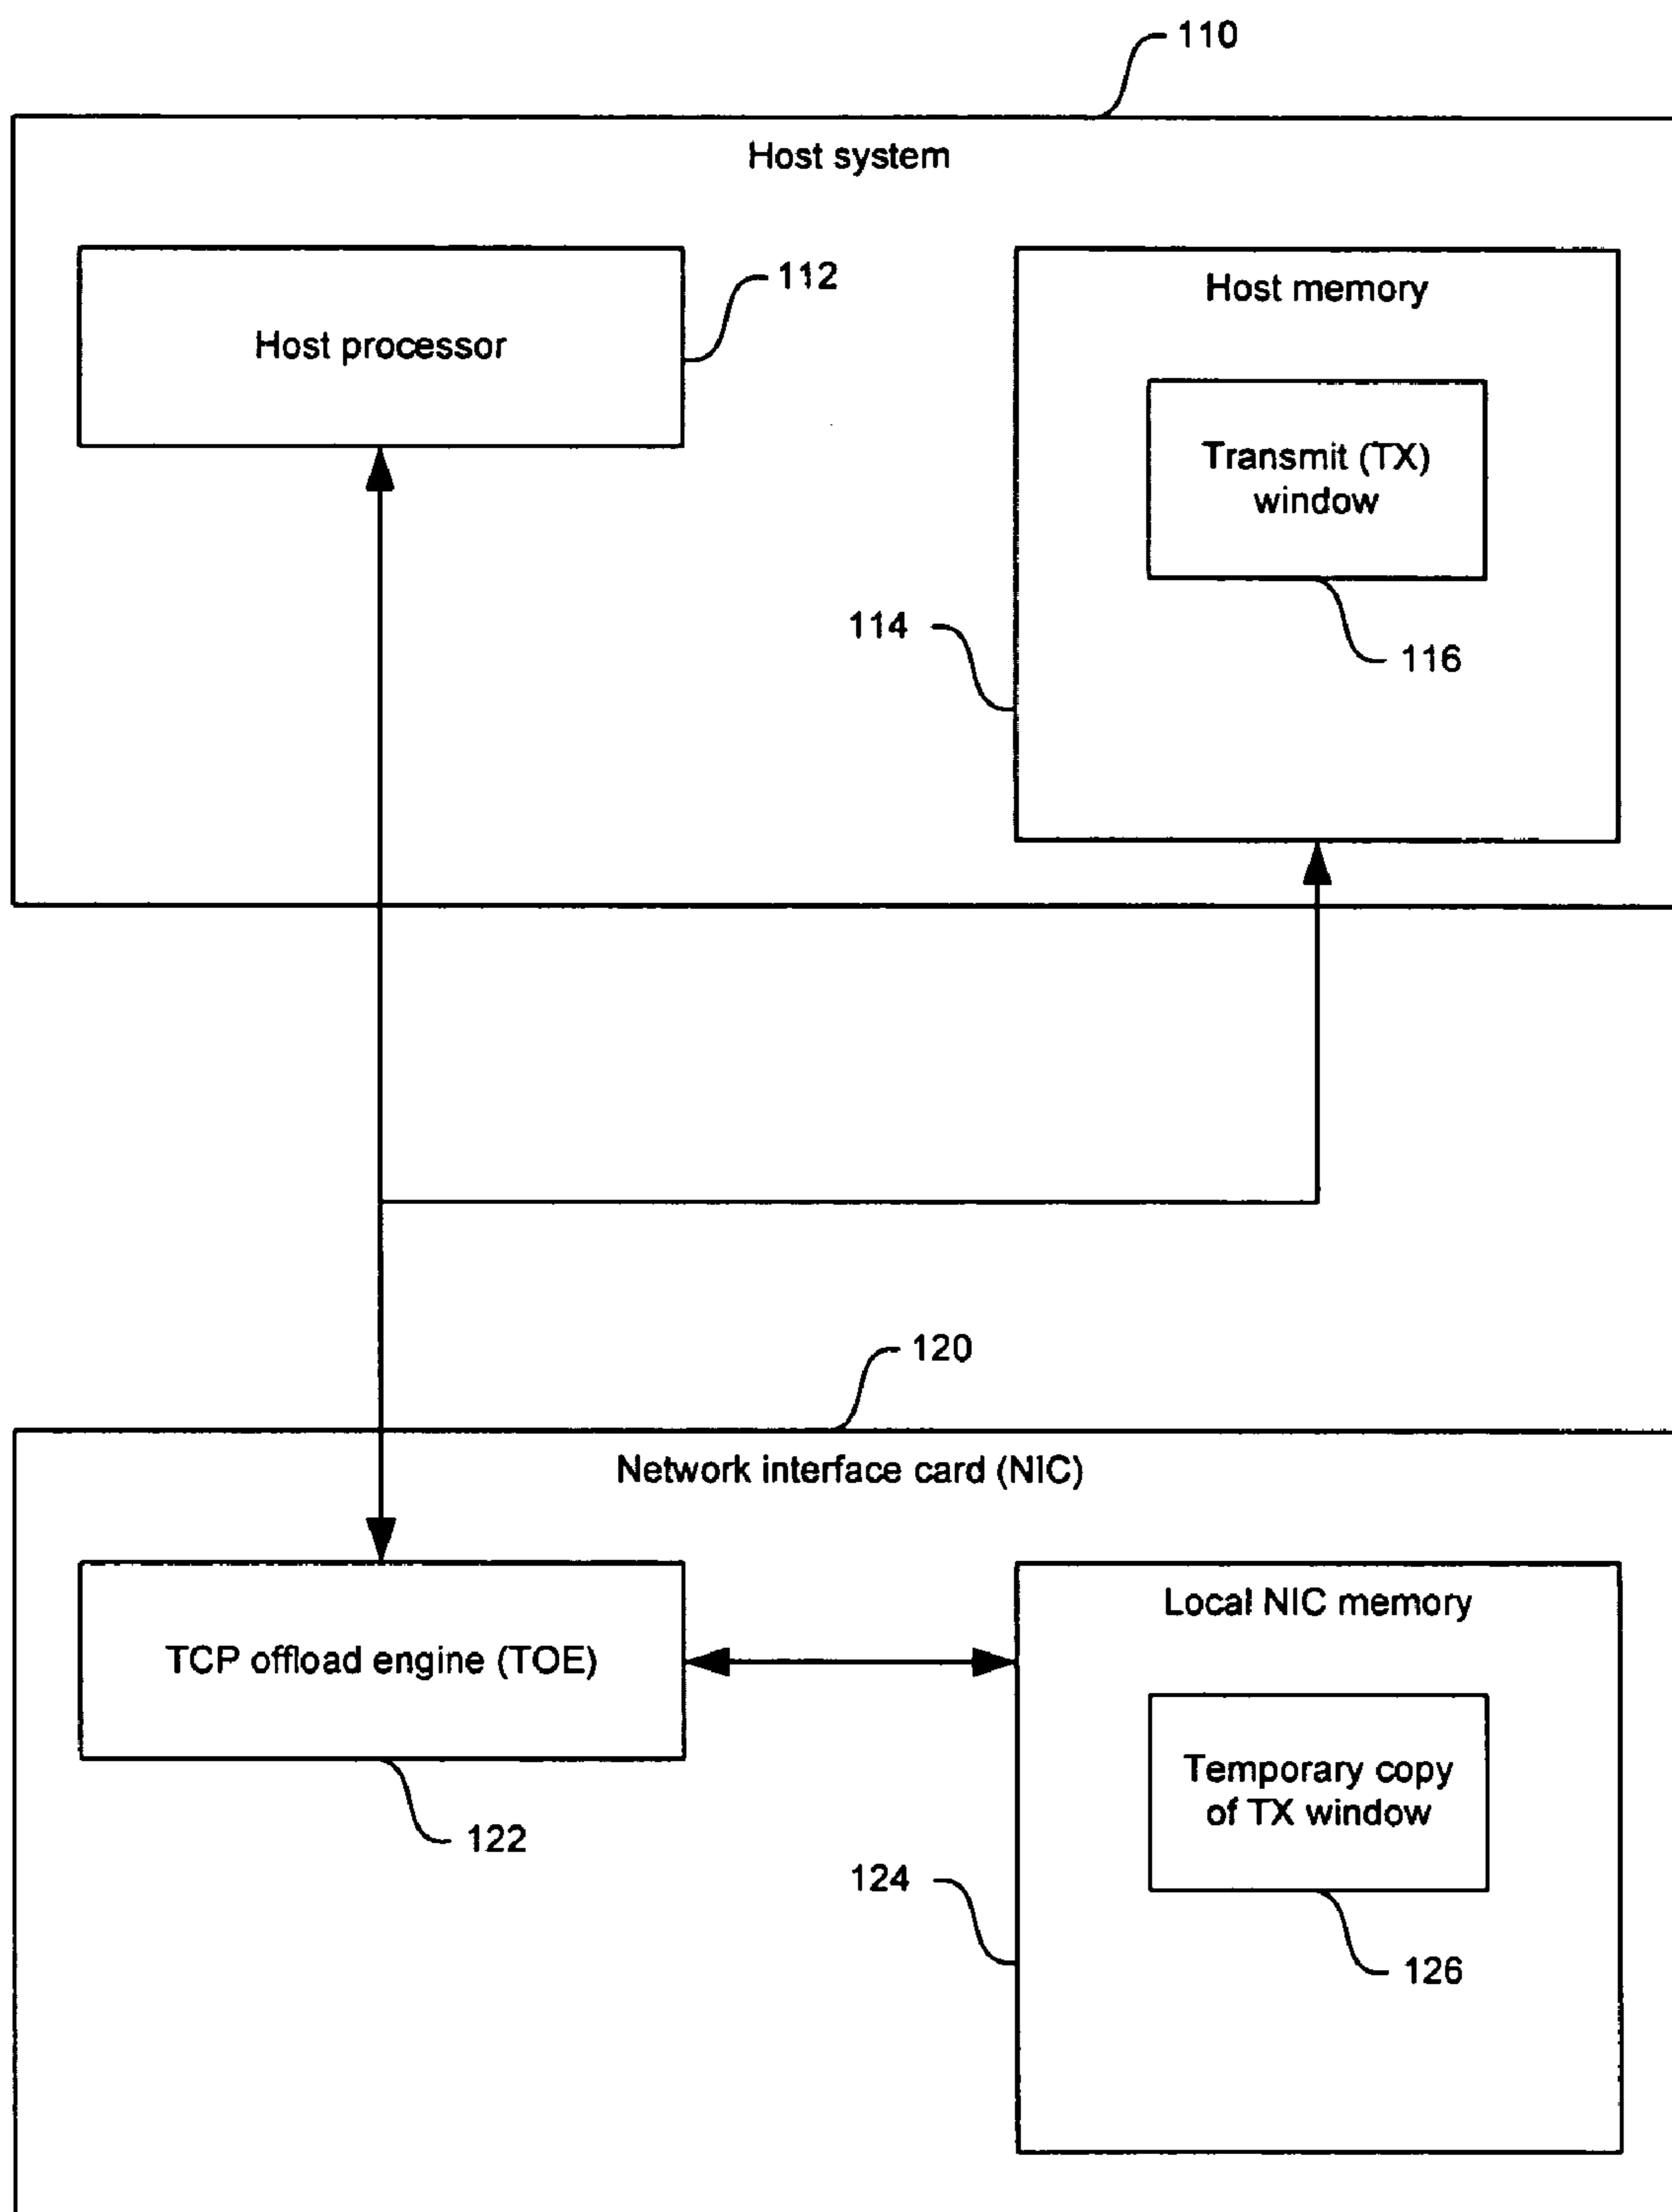 110
Host system
Host processor
112
Host memory
Transmit (TX)
window
114
116
120
Network interface card (NIC)
TCP offload engine (TOE)
122
Local NIC memory
Temporary copy
of TX window
124
126